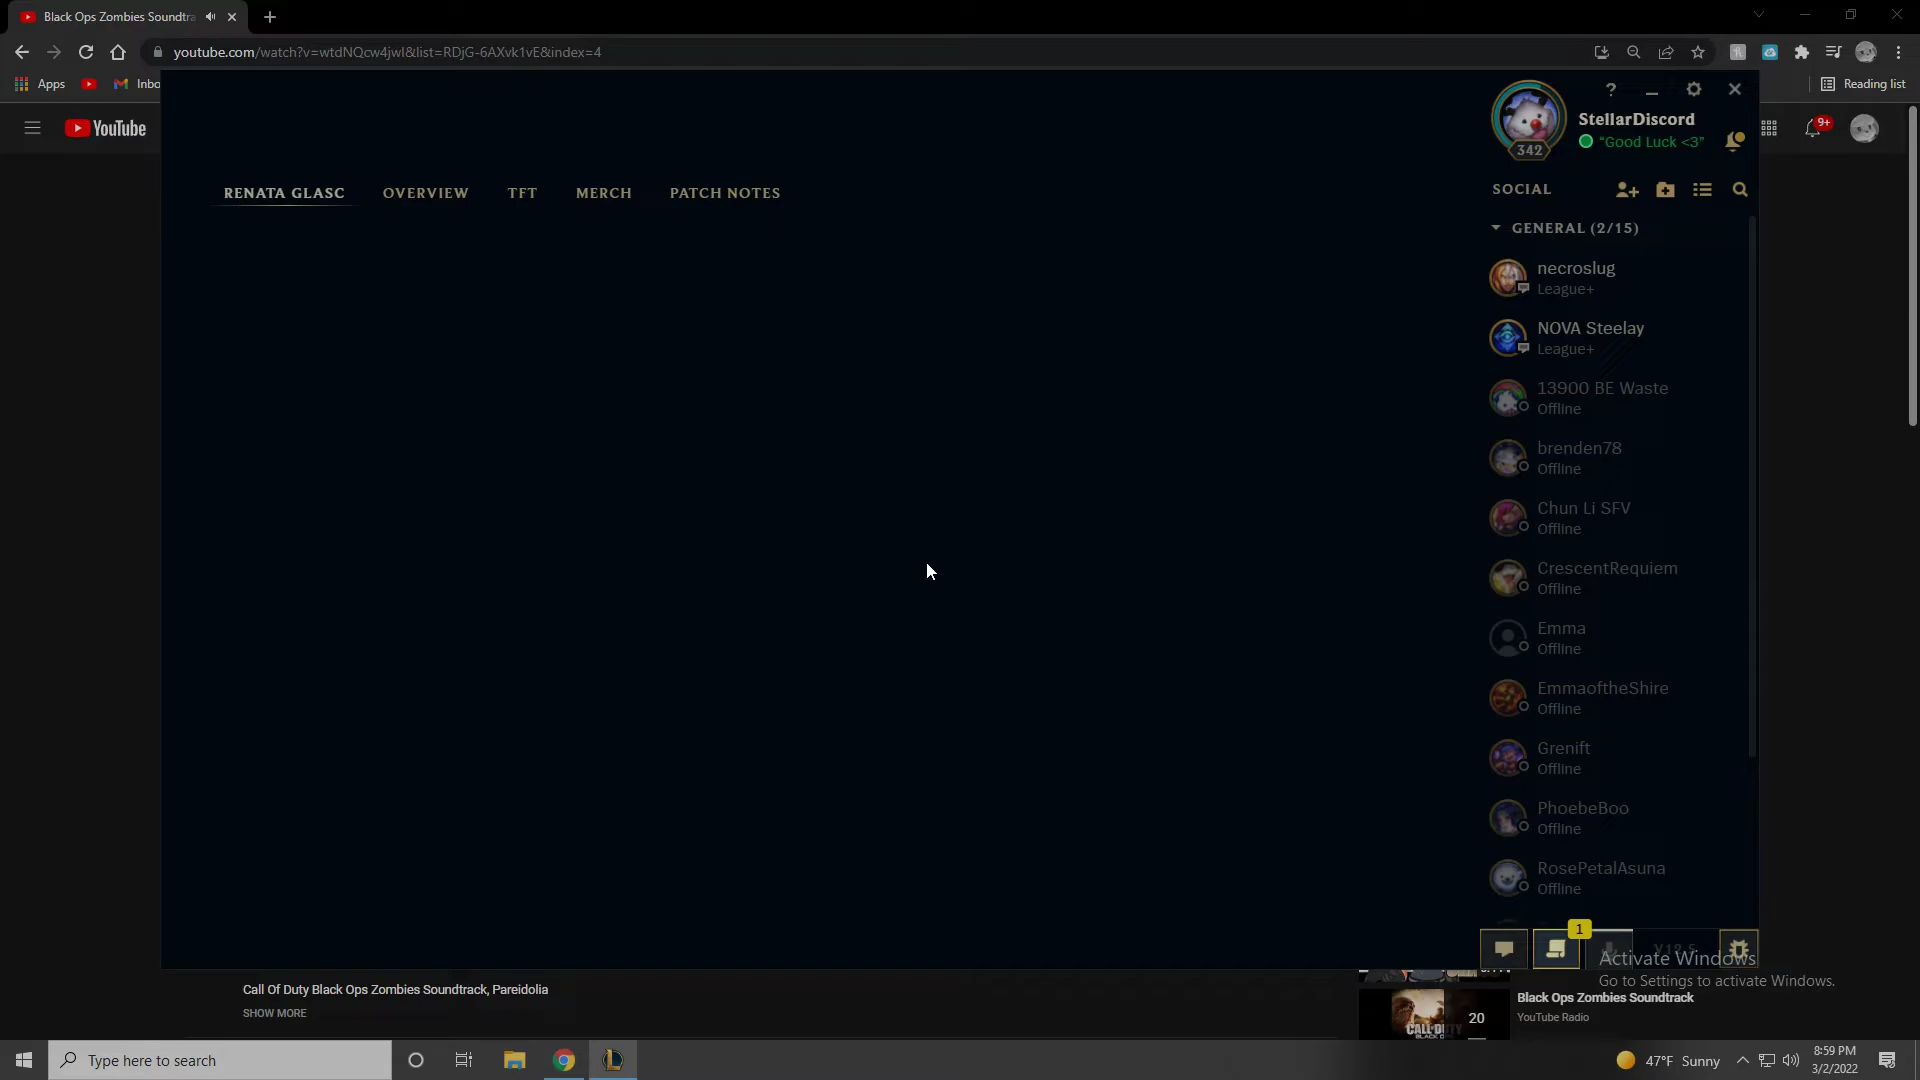 Black Ops Zombies Soundtra
youtube.com/watch?v=wtdNQcw4jwI&list=RDjG-6AXvk1vE&index=4
Apps
Inbo
Reading list
YouTube
9+
?
StellarDiscord
"Good Luck <3"
342
RENATA GLASC
OVERVIEW
TFT
MERCH
PATCH NOTES
SOCIAL
GENERAL (2/15)
necroslug
League+
NOVA Steelay
League+
13900 BE Waste
Offline
brenden78
Offline
Chun Li SFV
Offline
CrescentRequiem
Offline
Emma
Offline
EmmaoftheShire
Offline
Grenift
Offline
PhoebeBoo
Offline
RosePetalAsuna
Offline
1
V12.5
Activate Windows
Go to Settings to activate Windows.
Call Of Duty Black Ops Zombies Soundtrack, Pareidolia
SHOW MORE
Black Ops Zombies Soundtrack
YouTube Radio
20
CALL DUTY
Type here to search
47°F Sunny
8:59 PM
3/2/2022